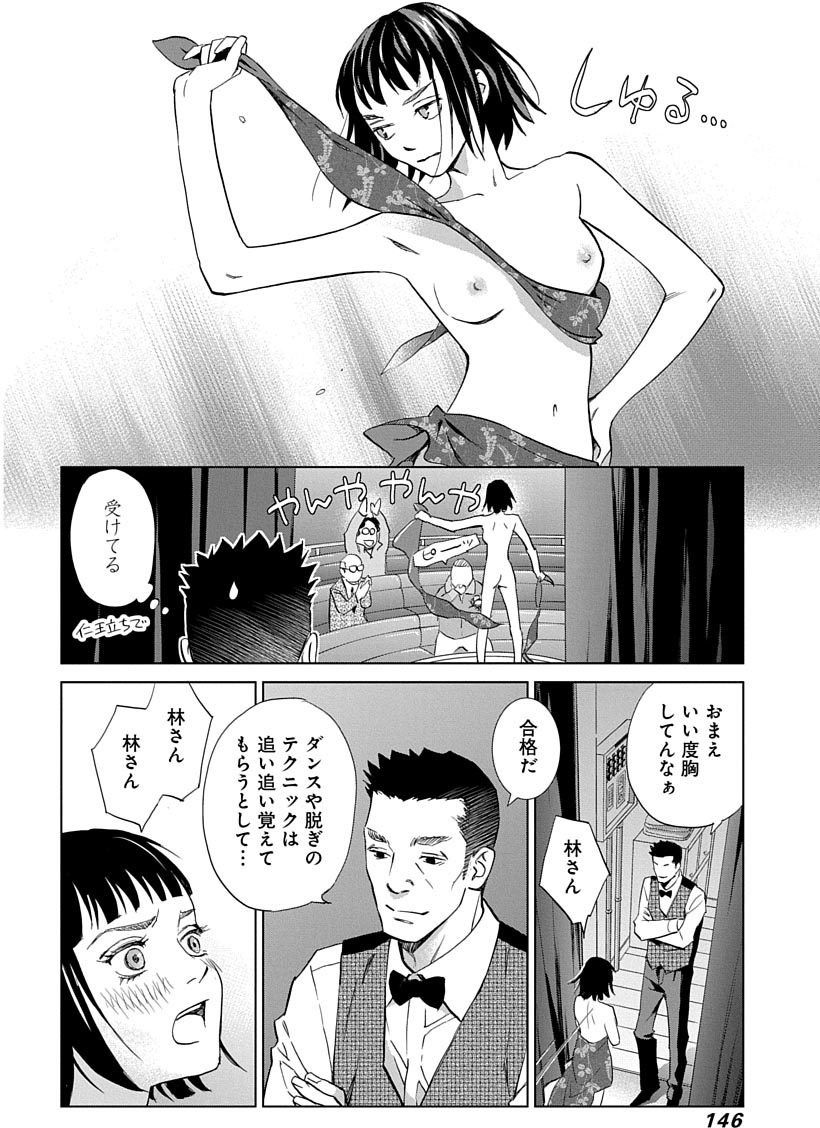 しゅる…
やんや
やんや
受けてる
仁王立ちで
おまえ
いい度胸
してんなぁ
林さん
合格だ
ダンスや脱ぎの
テクニックは
追い追い覚えて
もらうとして…
林さん
林さん
146